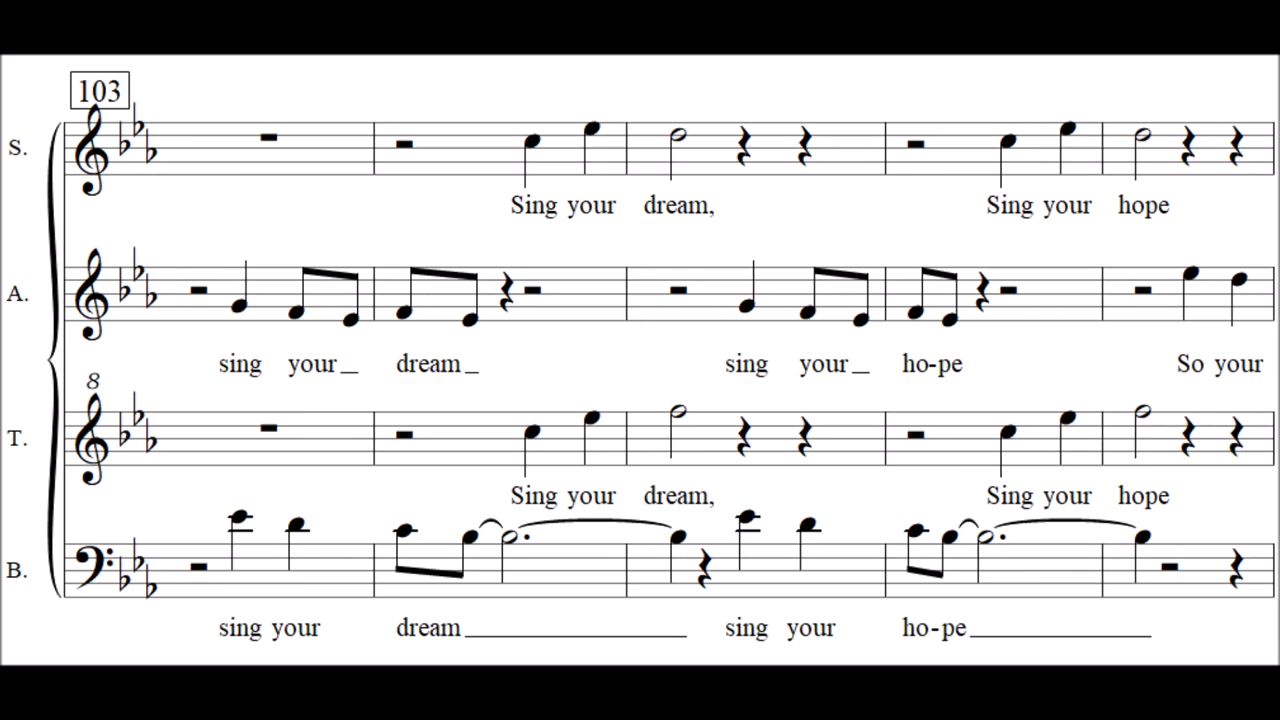 103
S.
Sing your dream, Sing your hope
A.
sing your_ dream_ sing your_ ho-pe So your
8
T.
Sing your dream, Sing your hope
B.
sing your dream_ sing your ho-pe_